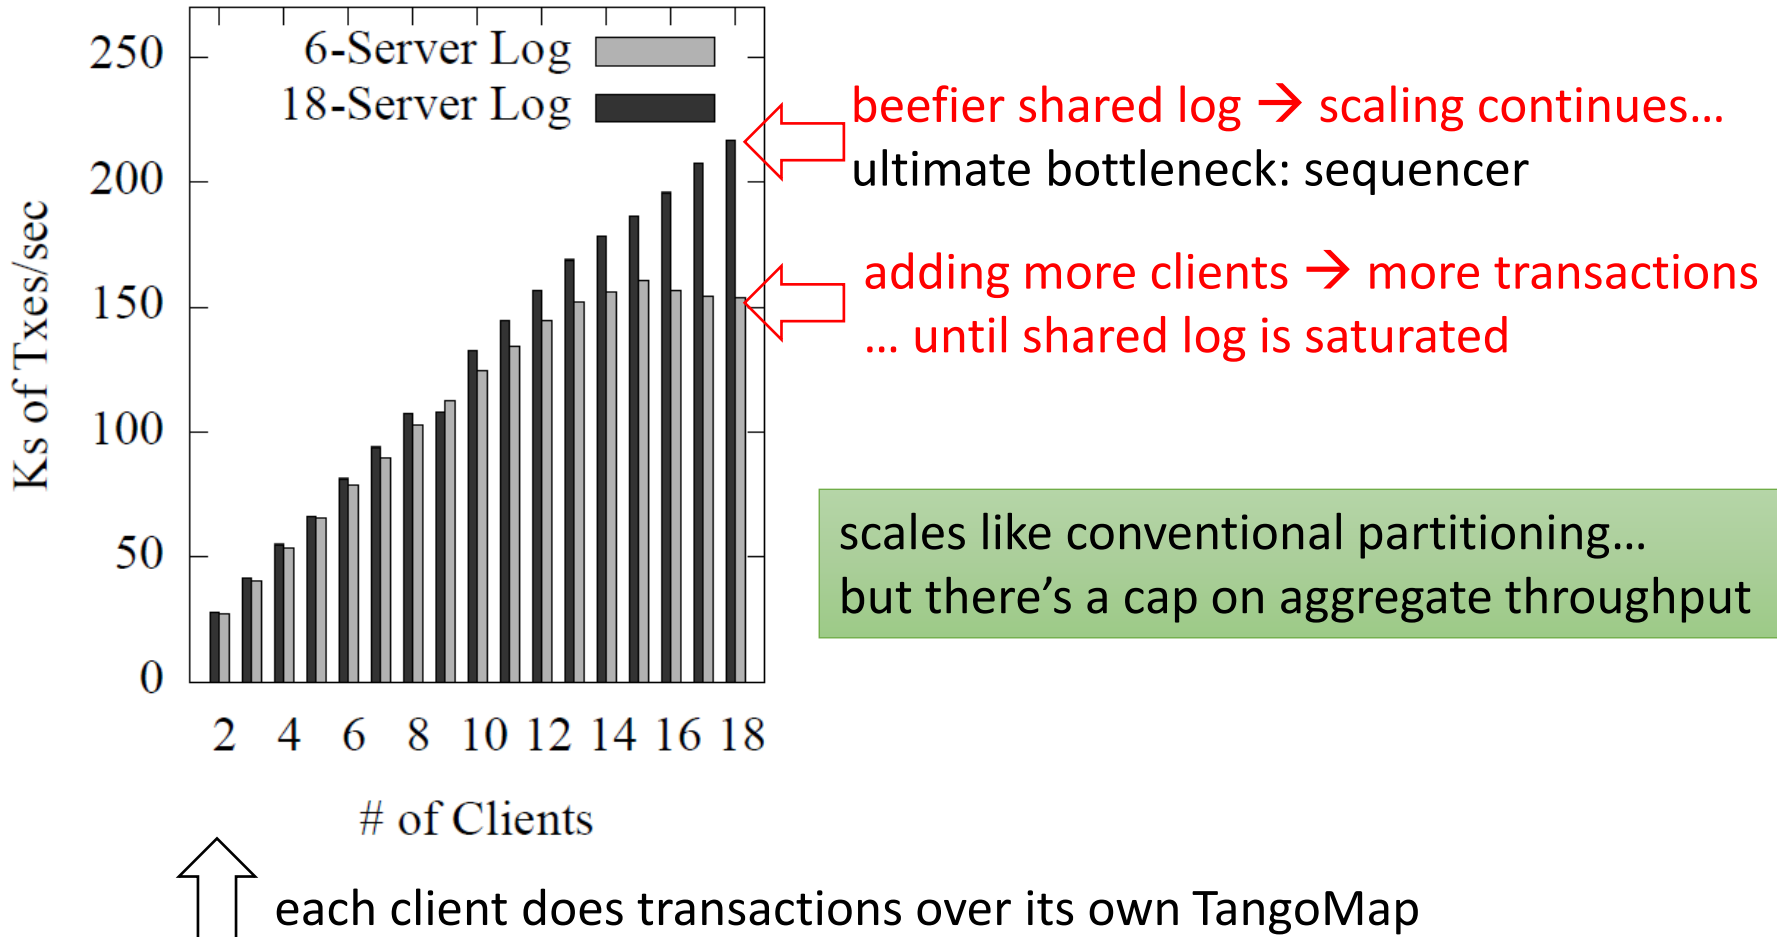 250
200
150
100
50
0
Ks of Txes/sec
6-Server Log
18-Server Log
2 4 6 8 10 12 14 16 18
# of Clients
beefier shared log → scaling continues…
ultimate bottleneck: sequencer
adding more clients → more transactions
… until shared log is saturated
scales like conventional partitioning…
but there’s a cap on aggregate throughput
each client does transactions over its own TangoMap